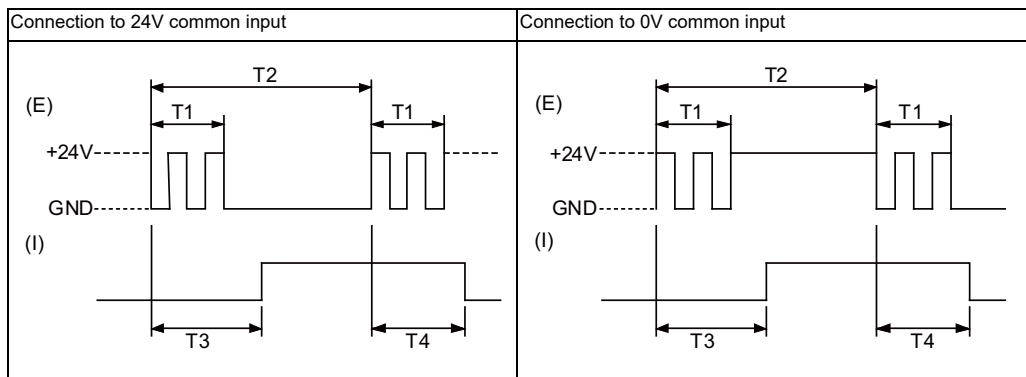 Connection to 24V common input
T2
(E)
T1
T1
+24V
GND
(I)
T3
T4
Connection to 0V common input
T2
(E)
T1
T1
+24V
GND
(I)
T3
T4